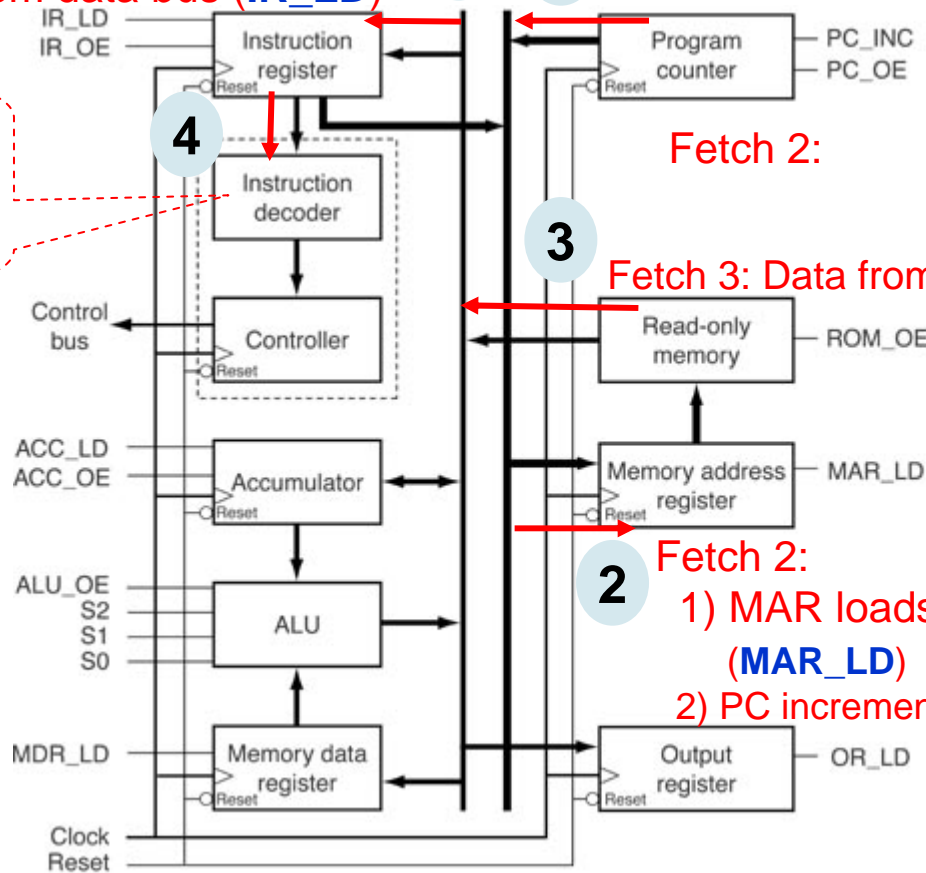 data bus (IR_LD)
IR_LD
IR_OE
Instruction
register
Reset
4
Instruction
decoder
Control
bus
Controller
Reset
ACC_LD
ACC_OE
Accumulator
Reset
ALU_OE
S2
S1
S0
ALU
MDR_LD
Memory data
register
Reset
Clock
Reset
Program
counter
Reset
PC_INC
PC_OE
Fetch 2:
3
Fetch 3: Data from
Read-only
memory
ROM_OE
Memory address
register
Reset
MAR_LD
2
Fetch 2:
1) MAR loads
(MAR_LD)
2) PC incremen
Output
register
Reset
OR_LD